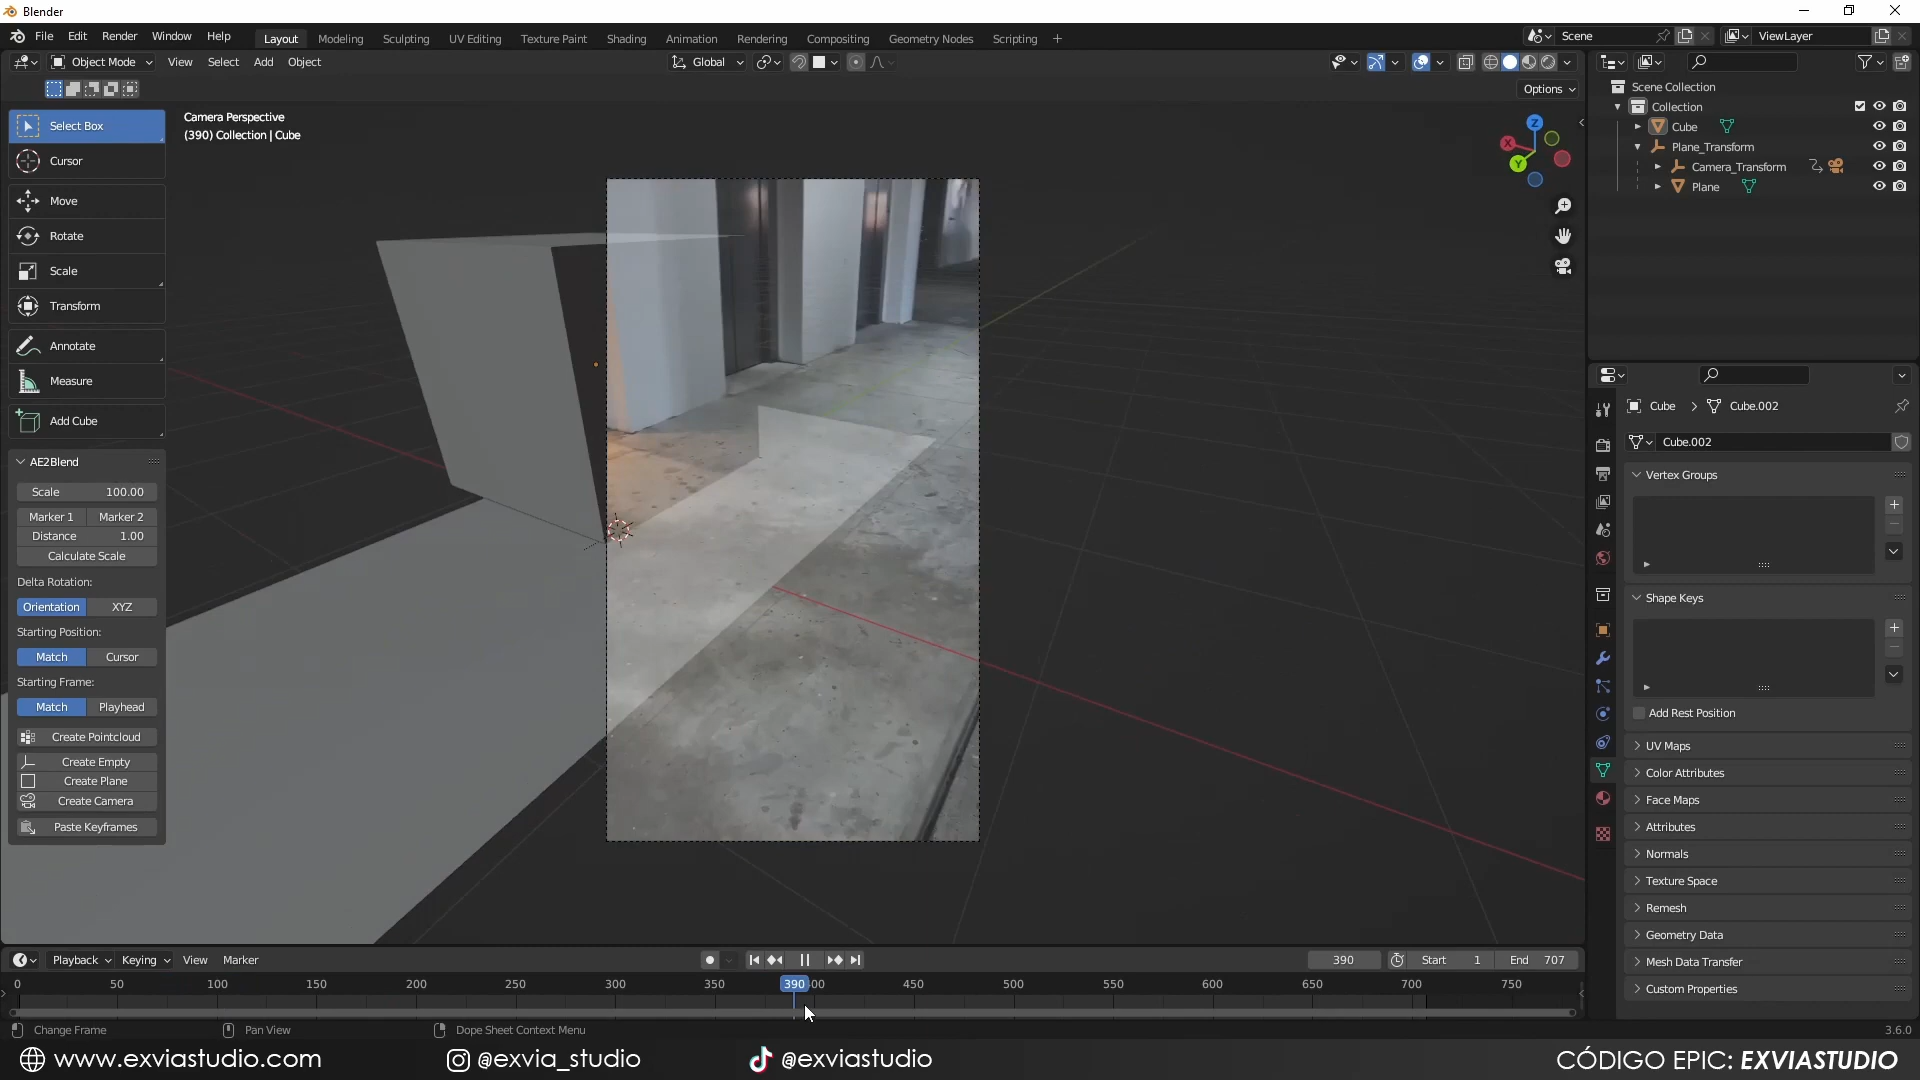 Blender
File Edit Render Window Help Layout Modeling Sculpting UV Editing Texture Paint Shading Animation Rendering Compositing Geometry Nodes Scripting + Scene ViewLayer
Object Mode View Select Add Object Global
Options
Select Box
Cursor
Move
Rotate
Scale
Transform
Annotate
Measure
Add Cube
AE2Blend
Scale 100.00
Marker 1 Marker 2
Distance 1.00
Calculate Scale
Delta Rotation:
Orientation XYZ
Starting Position:
Match Cursor
Starting Frame:
Match Playhead
Create Pointcloud
Create Empty
Create Plane
Create Camera
Paste Keyframes
Camera Perspective
(390) Collection | Cube
Z
X
Y
Scene Collection
Collection
Cube
Plane_Transform
Camera_Transform
Plane
Cube > Cube.002
Cube.002
Vertex Groups
Shape Keys
Add Rest Position
UV Maps
Color Attributes
Face Maps
Attributes
Normals
Texture Space
Remesh
Geometry Data
Mesh Data Transfer
Custom Properties
Playback Keying View Marker 390 Start 1 End 707
0 50 100 150 200 250 300 350 390 450 500 550 600 650 700 750
Change Frame Pan View Dope Sheet Context Menu 3.6.0
www.exviastudio.com @exvia_studio @exviastudio CÓDIGO EPIC: EXVIASTUDIO